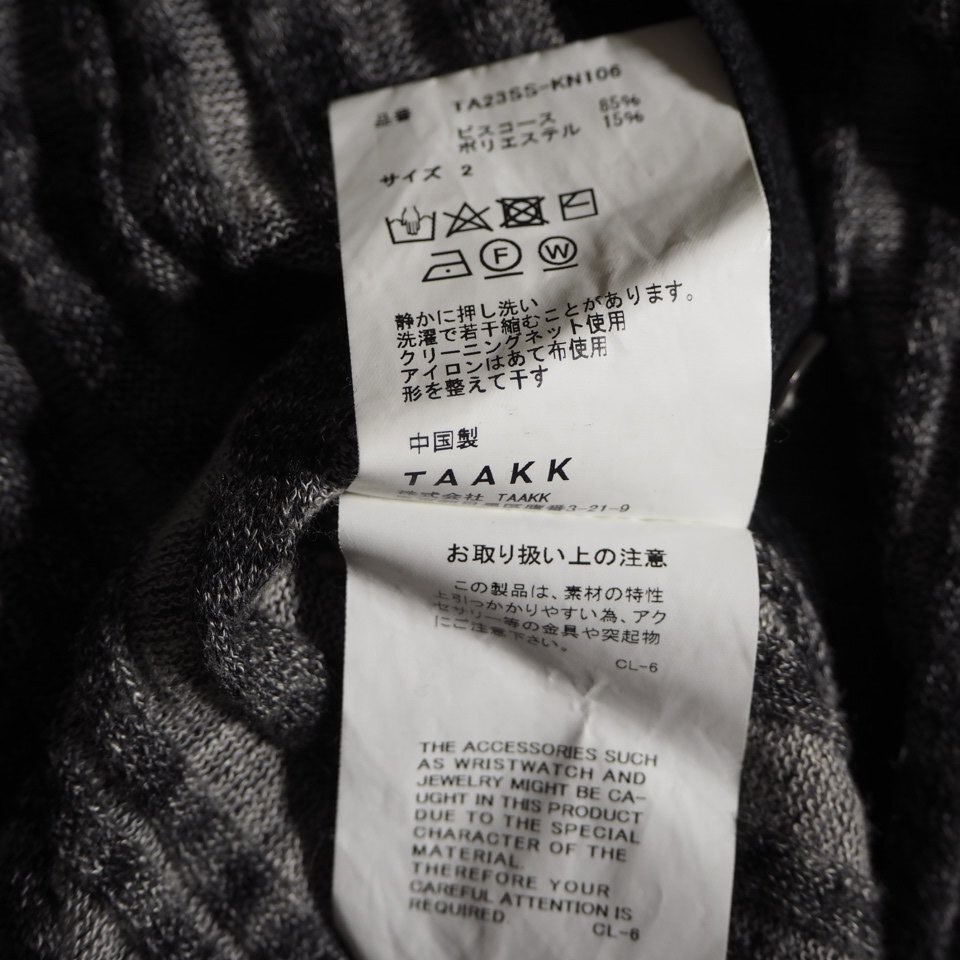 品番 TA23SS-KN106
ビスコース 85%
ポリエステル 15%
サイズ 2
F W
静かに押し洗い
洗濯で若干縮むことがあります。
クリーニングネット使用
アイロンはあて布使用
形を整えて干す
中国製
TAAKK
株式会社 TAAKK
3-21-9
お取り扱い上の注意
この製品は、素材の特性
上引っかかりやすい為、アク
セサリー等の金具や突起物
にご注意下さい。
CL-6
THE ACCESSORIES SUCH
AS WRISTWATCH AND
JEWELRY MIGHT BE CA-
UGHT IN THIS PRODUCT
DUE TO THE SPECIAL
CHARACTER OF THE
MATERIAL.
THEREFORE YOUR
CAREFUL ATTENTION IS
REQUIRED.
CL-6